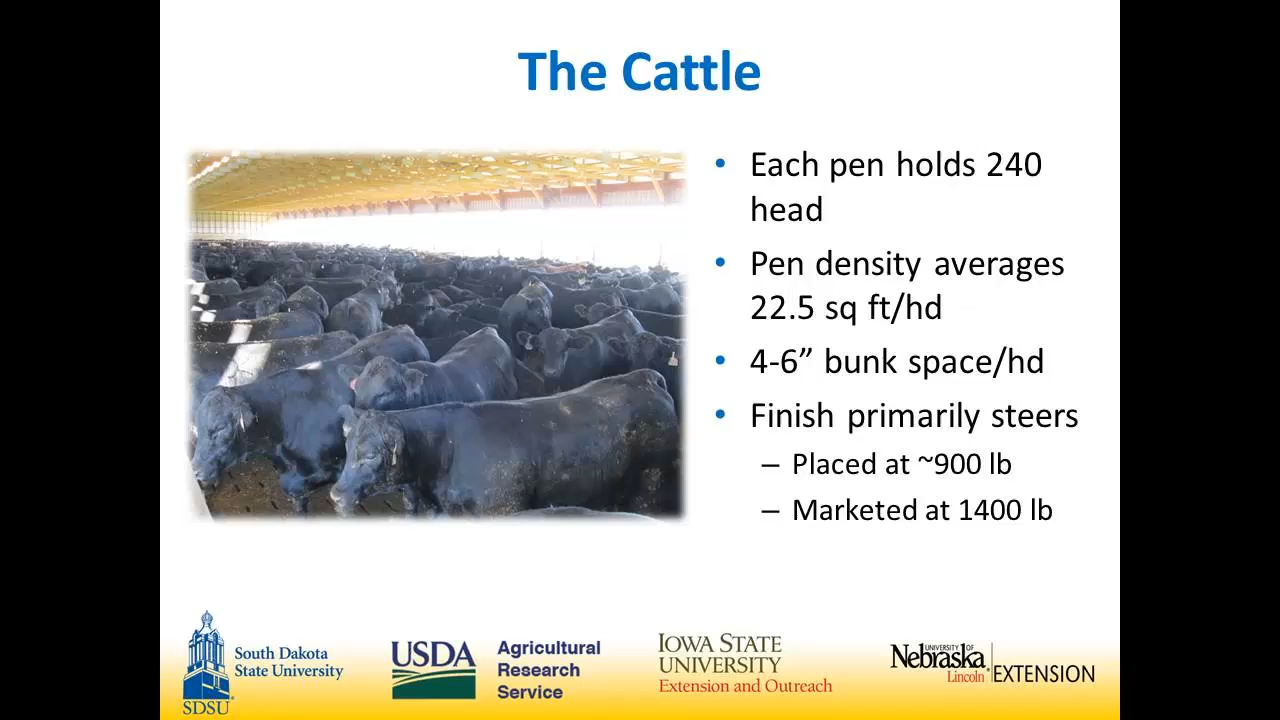 The Cattle
• Each pen holds 240
head
• Pen density averages
22.5 sq ft/hd
• 4-6” bunk space/hd
• Finish primarily steers
– Placed at ~900 lb
– Marketed at 1400 lb
SDSU
South Dakota
State University
USDA
Agricultural
Research
Service
IOWA STATE
UNIVERSITY
Extension and Outreach
UNIVERSITY OF
Nebraska
Lincoln
EXTENSION